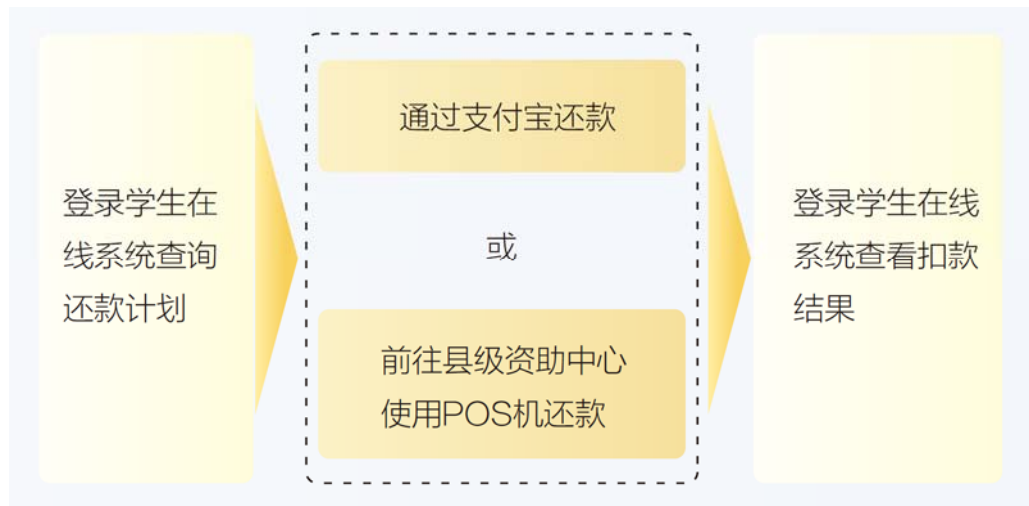 登录学生在
线系统查询
还款计划
通过支付宝还款
或
前往县级资助中心
使用POS机还款
登录学生在线
系统查看扣款
结果